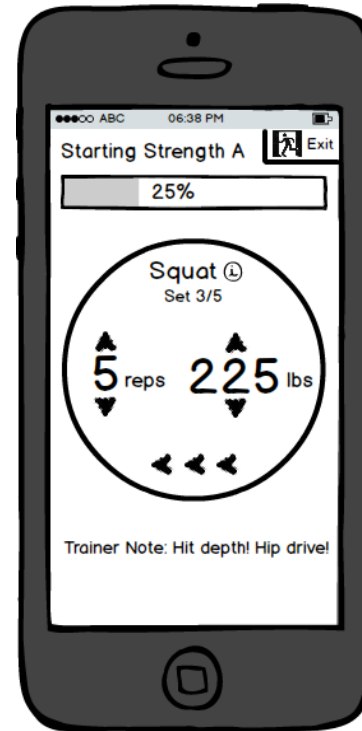 ABC 06:38 PM
Starting Strength A Exit
25%
Squat i
Set 3/5
5 reps 225 lbs
Trainer Note: Hit depth! Hip drive!